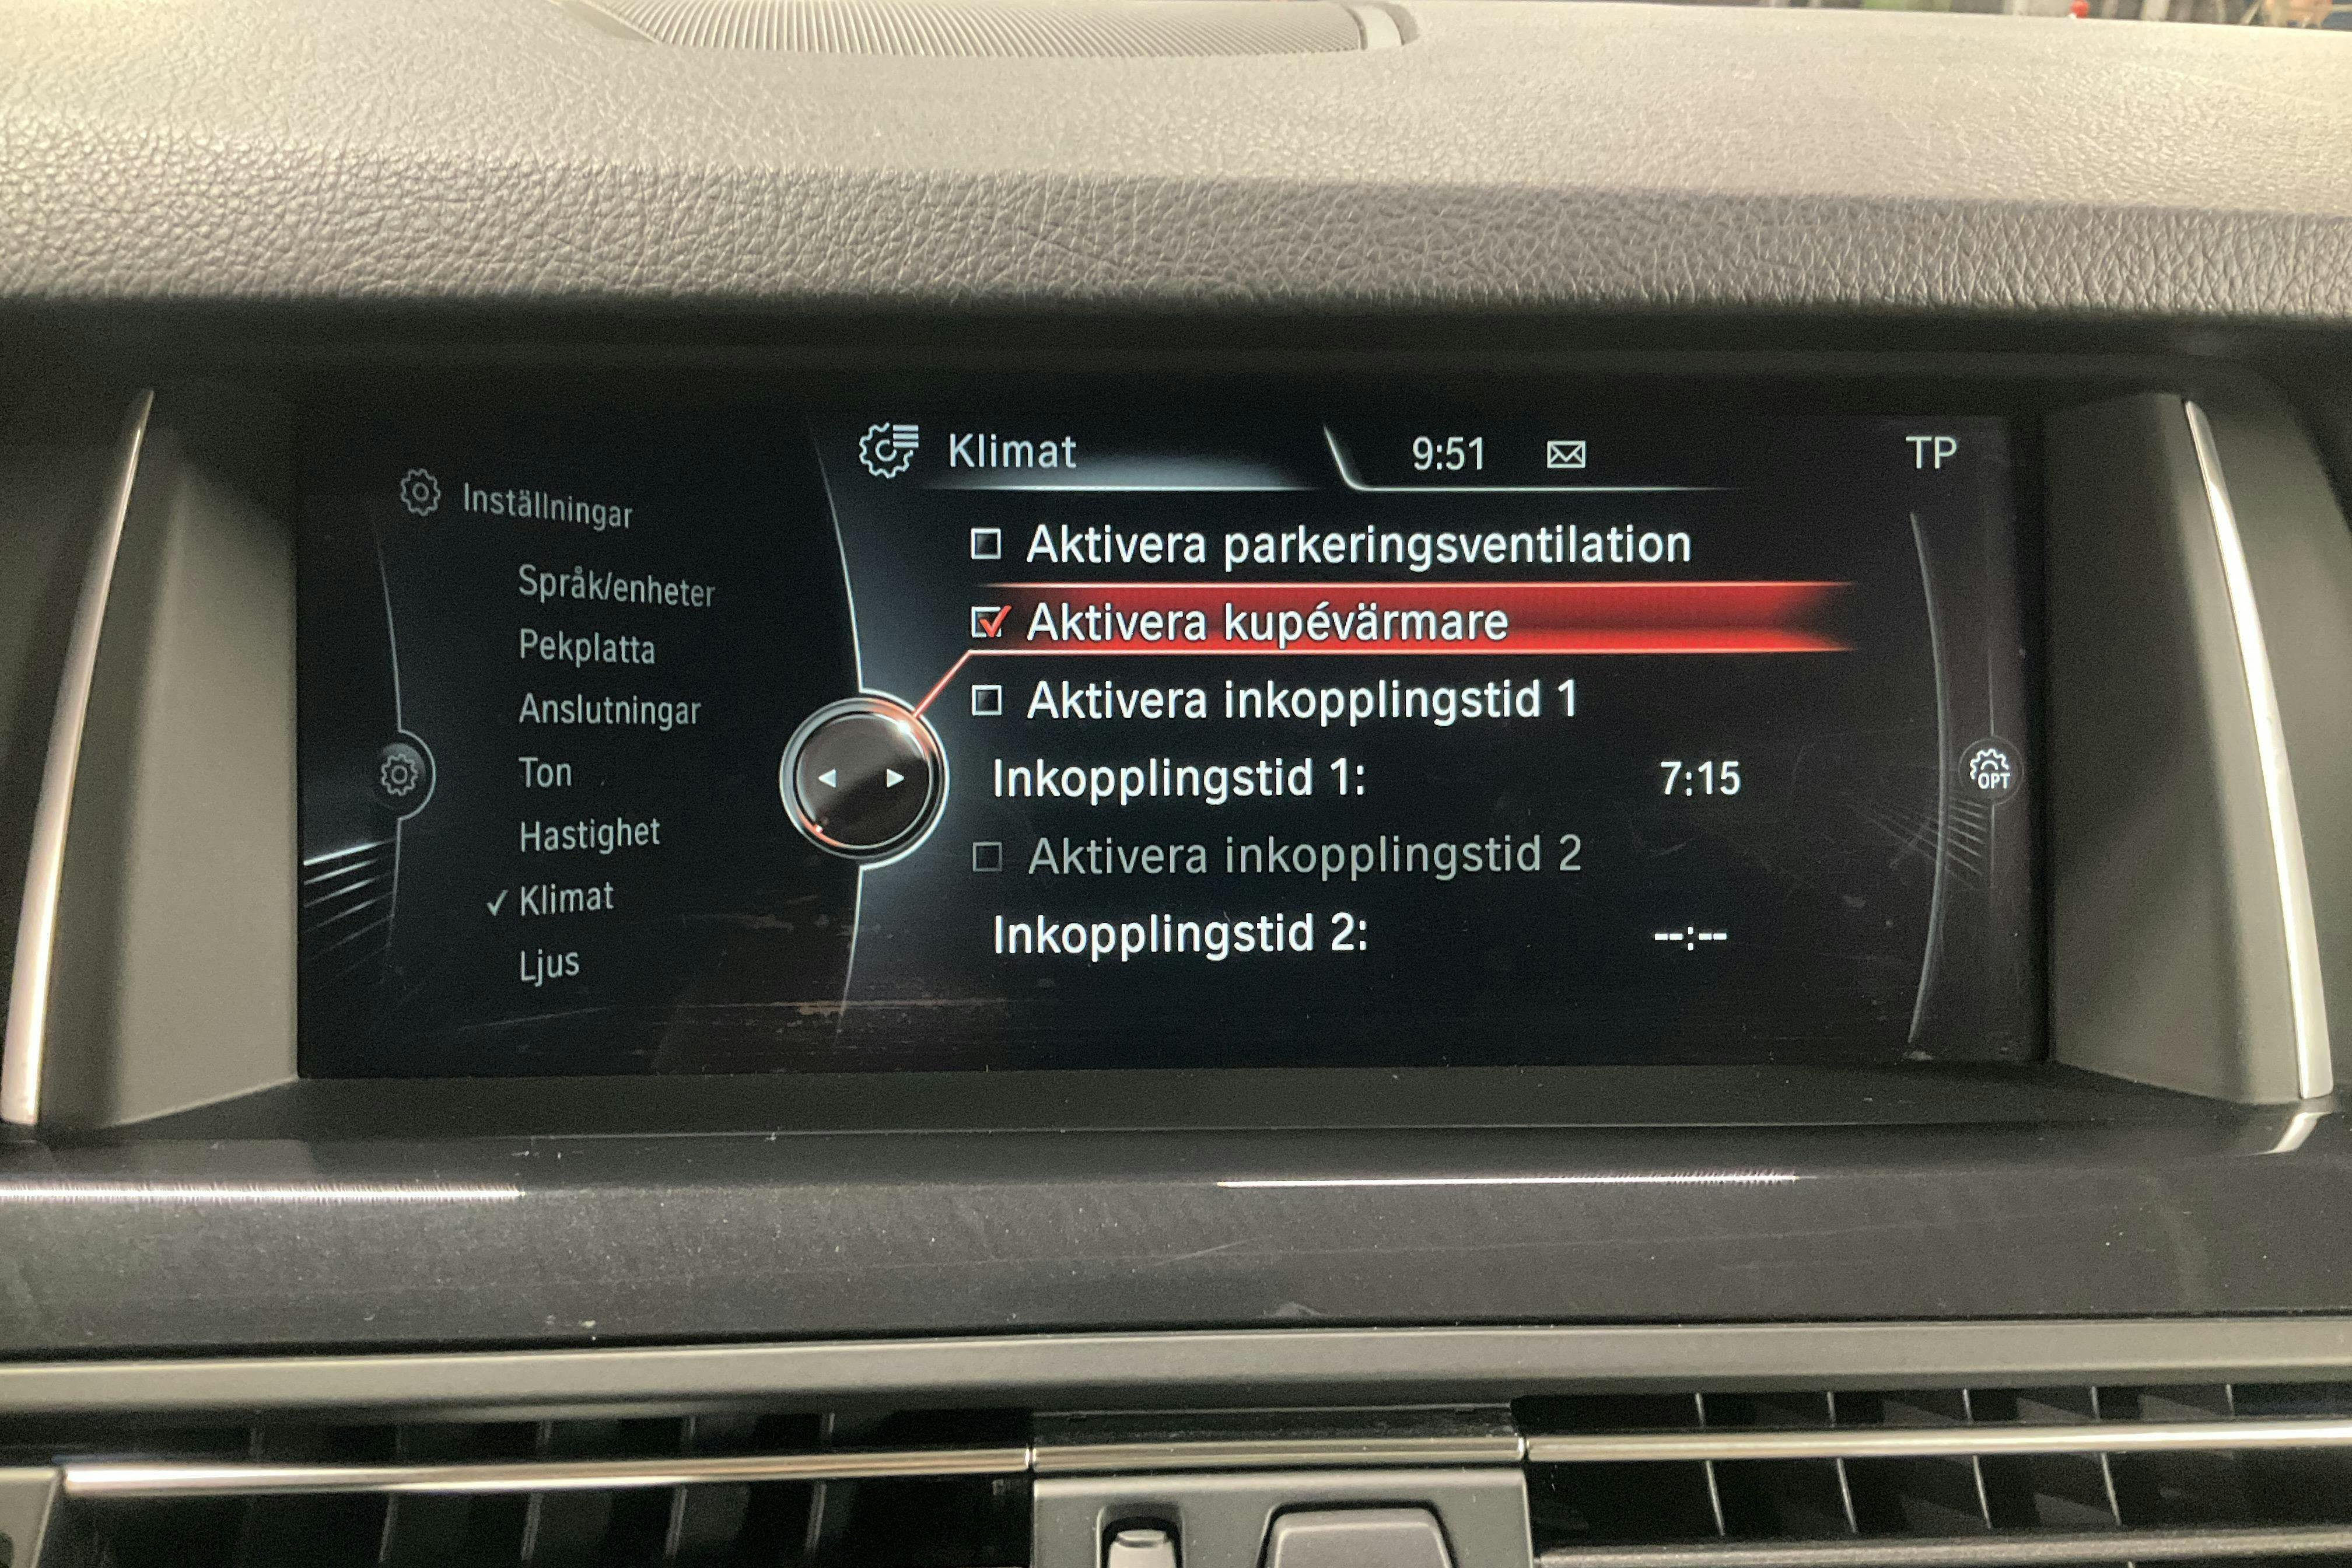 Inställningar
Språk/enheter
Pekplatta
Anslutningar
Ton
Hastighet
Klimat
Ljus
Klimat 9:51 TP
Aktivera parkeringsventilation
Aktivera kupévärmare
Aktivera inkopplingstid 1
Inkopplingstid 1: 7:15
Aktivera inkopplingstid 2
Inkopplingstid 2: --:--
OPT